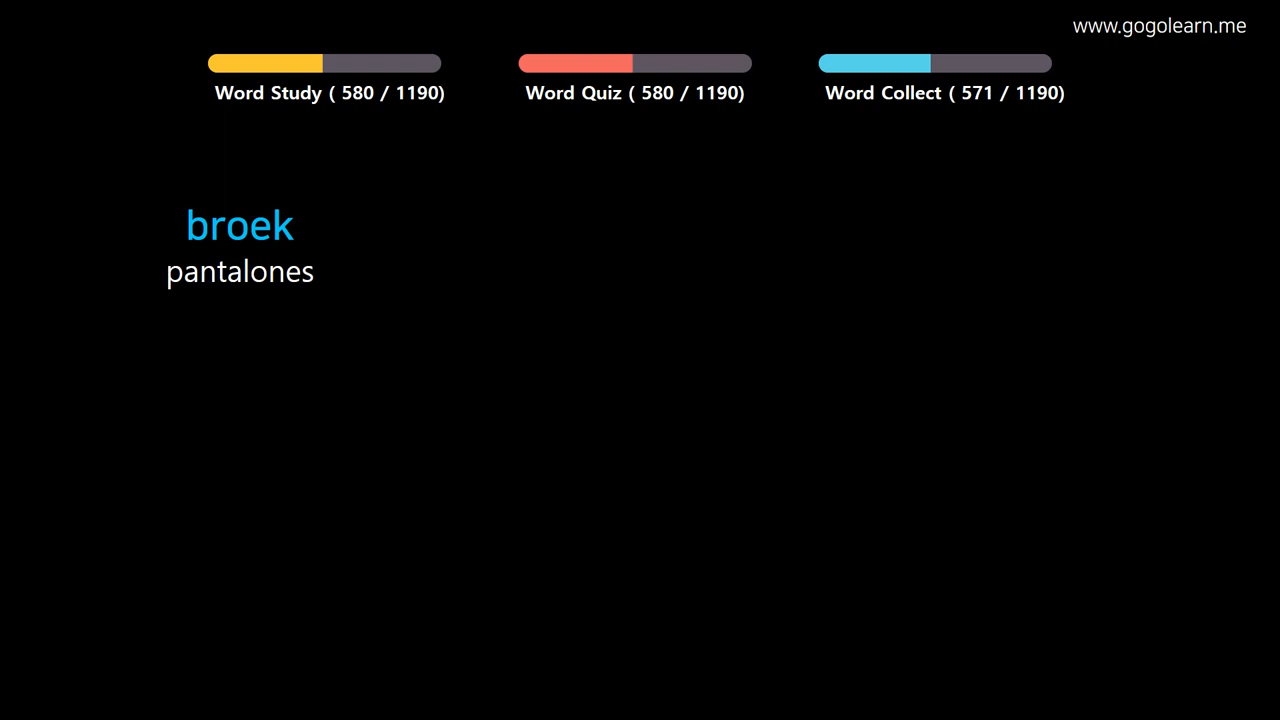 www.gogolearn.me
Word Study ( 580 / 1190)
Word Quiz ( 580 / 1190)
Word Collect ( 571 / 1190)
broek
pantalones